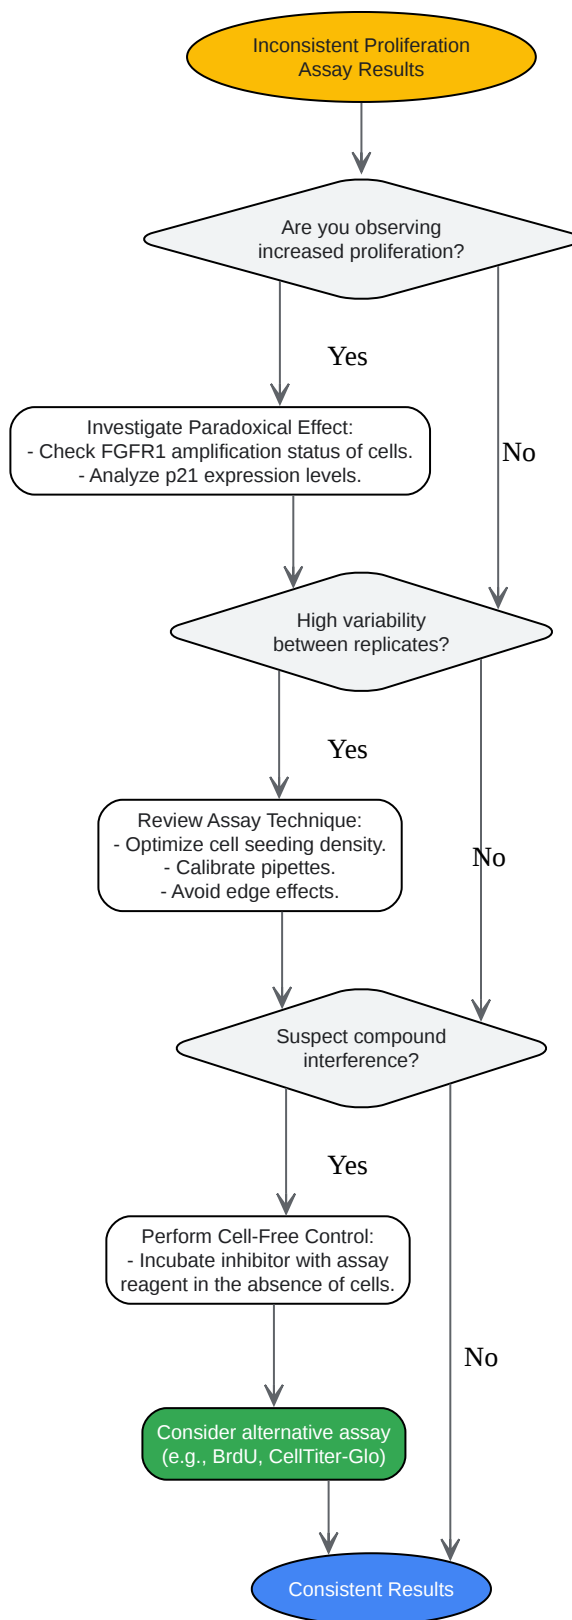 Inconsistent Proliferation
Assay Results
Are you observing
increased proliferation?
Yes
Investigate Paradoxical Effect:
- Check FGFR1 amplification status of cells.
- Analyze p21 expression levels.
No
High variability
between replicates?
Yes
Review Assay Technique:
- Optimize cell seeding density.
- Calibrate pipettes.
- Avoid edge effects.
No
Suspect compound
interference?
Yes
Perform Cell-Free Control:
- Incubate inhibitor with assay
reagent in the absence of cells.
No
Consider alternative assay
(e.g., BrdU, CellTiter-Glo)
Consistent Results